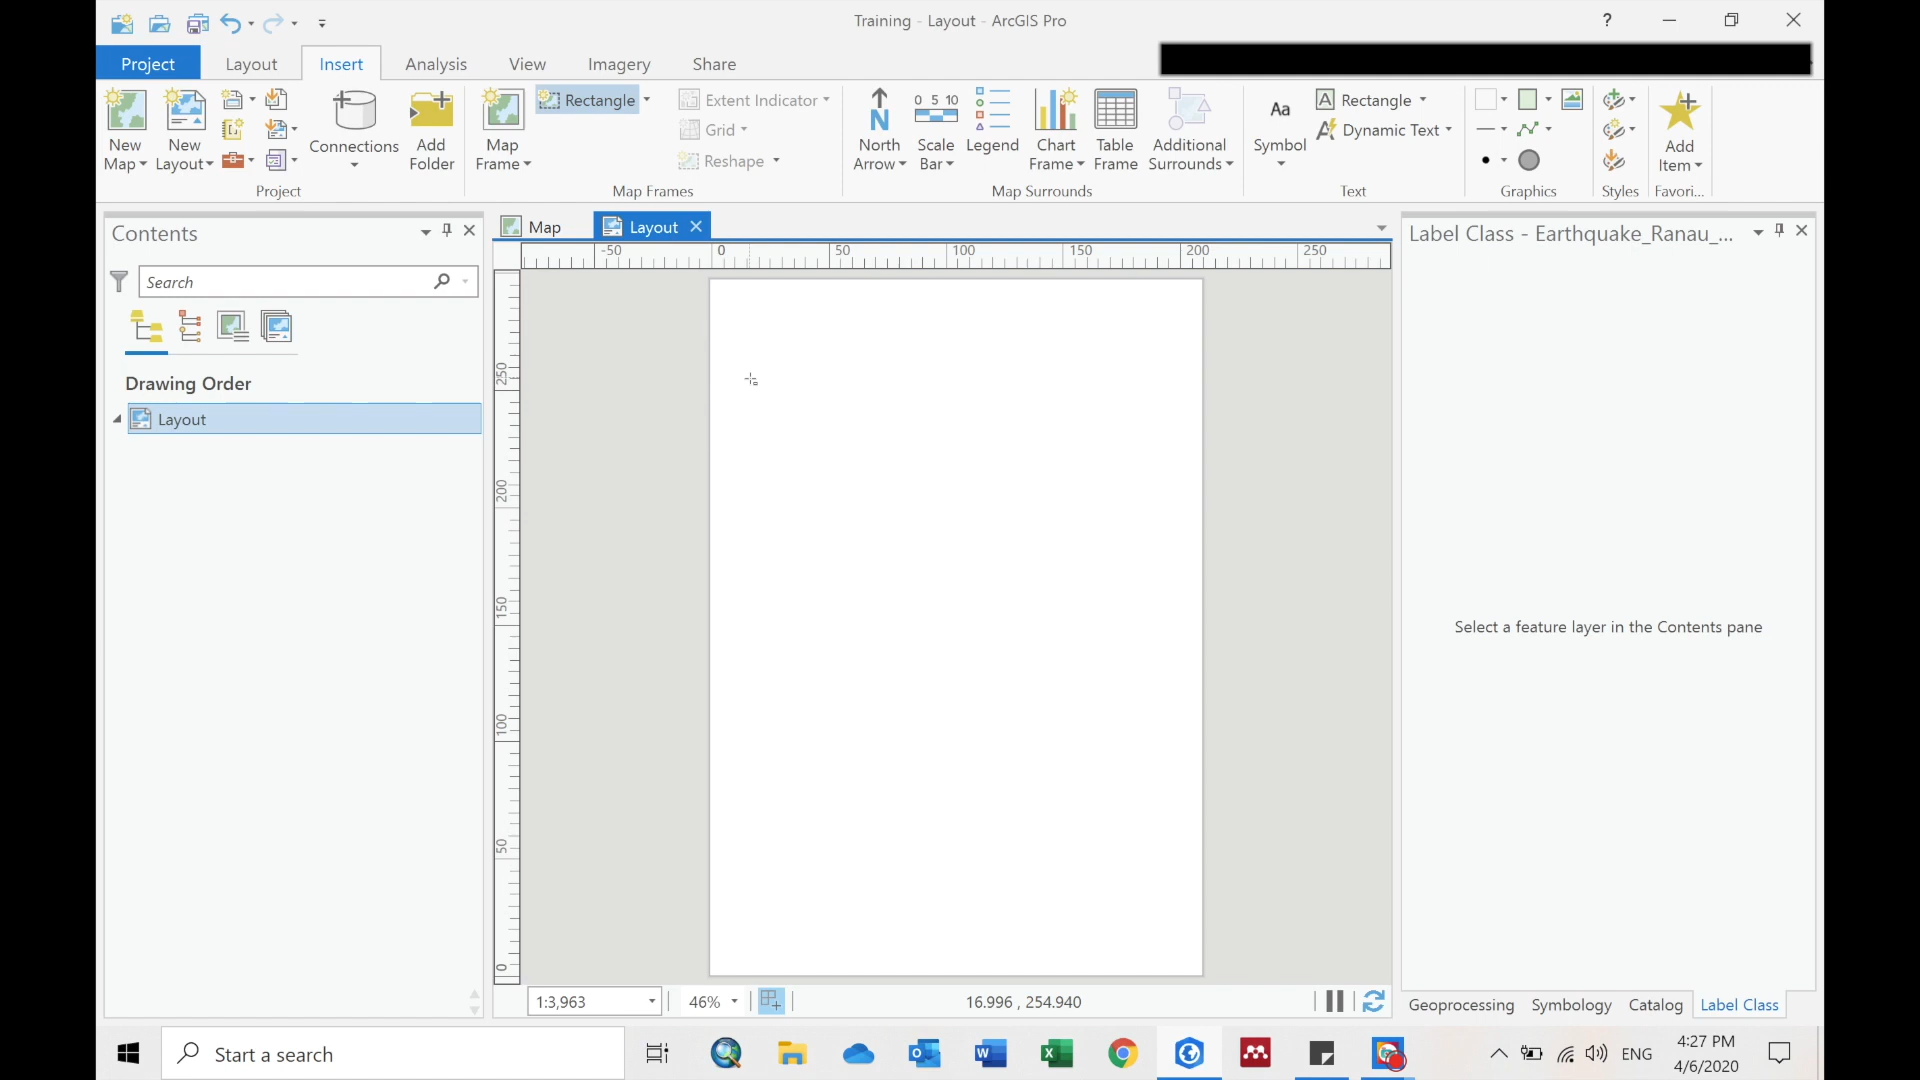 Training - Layout - ArcGIS Pro
?
Project
Layout
Insert
Analysis
View
Imagery
Share
New
Map
New
Layout
Connections
Add
Folder
Project
Map
Frame
Rectangle
Extent Indicator
Grid
Reshape
Map Frames
North
Arrow
0 5 10
Scale
Bar
Legend
Chart
Frame
Table
Frame
Additional
Surrounds
Map Surrounds
Aa
Symbol
Rectangle
Dynamic Text
Text
Graphics
Styles
Add
Item
Favori...
Contents
Search
Drawing Order
Layout
Map
Layout
-50 0 50 100 150 200 250
250
200
150
100
50
0
1:3,963
46%
16.996 , 254.940
Label Class - Earthquake_Ranau_...
Select a feature layer in the Contents pane
Geoprocessing
Symbology
Catalog
Label Class
Start a search
ENG
4:27 PM
4/6/2020